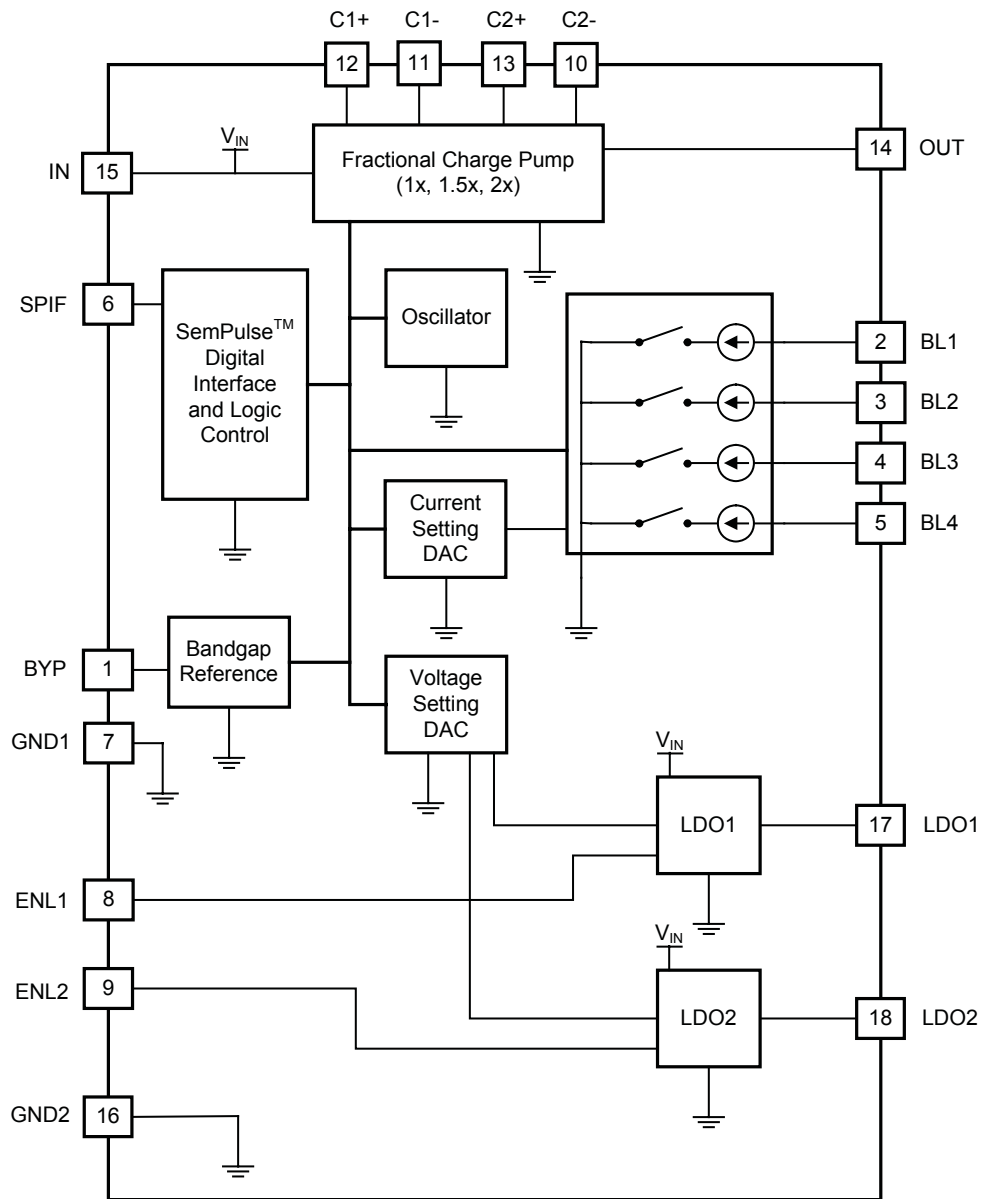 C1+ C1- C2+ C2-
12 11 13 10
VIN
IN 15
Fractional Charge Pump
(1x, 1.5x, 2x)
14 OUT
SPIF 6
SemPulse™
Digital
Interface
and Logic
Control
Oscillator
2 BL1
3 BL2
4 BL3
5 BL4
Current
Setting
DAC
BYP 1
Bandgap
Reference
Voltage
Setting
DAC
GND1 7
VIN
LDO1
17 LDO1
ENL1 8
VIN
ENL2 9
LDO2
18 LDO2
GND2 16